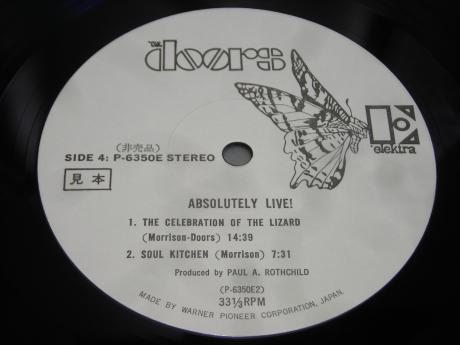 THE doors
elektra
(非売品)
SIDE 4: P-6350E STEREO
見本
ABSOLUTELY LIVE!
1. THE CELEBRATION OF THE LIZARD
(Morrison-Doors) 14:39
2. SOUL KITCHEN (Morrison) 7:31
Produced by PAUL A. ROTHCHILD
(P-6350E2)
33⅓RPM
MADE BY WARNER PIONEER CORPORATION, JAPAN.